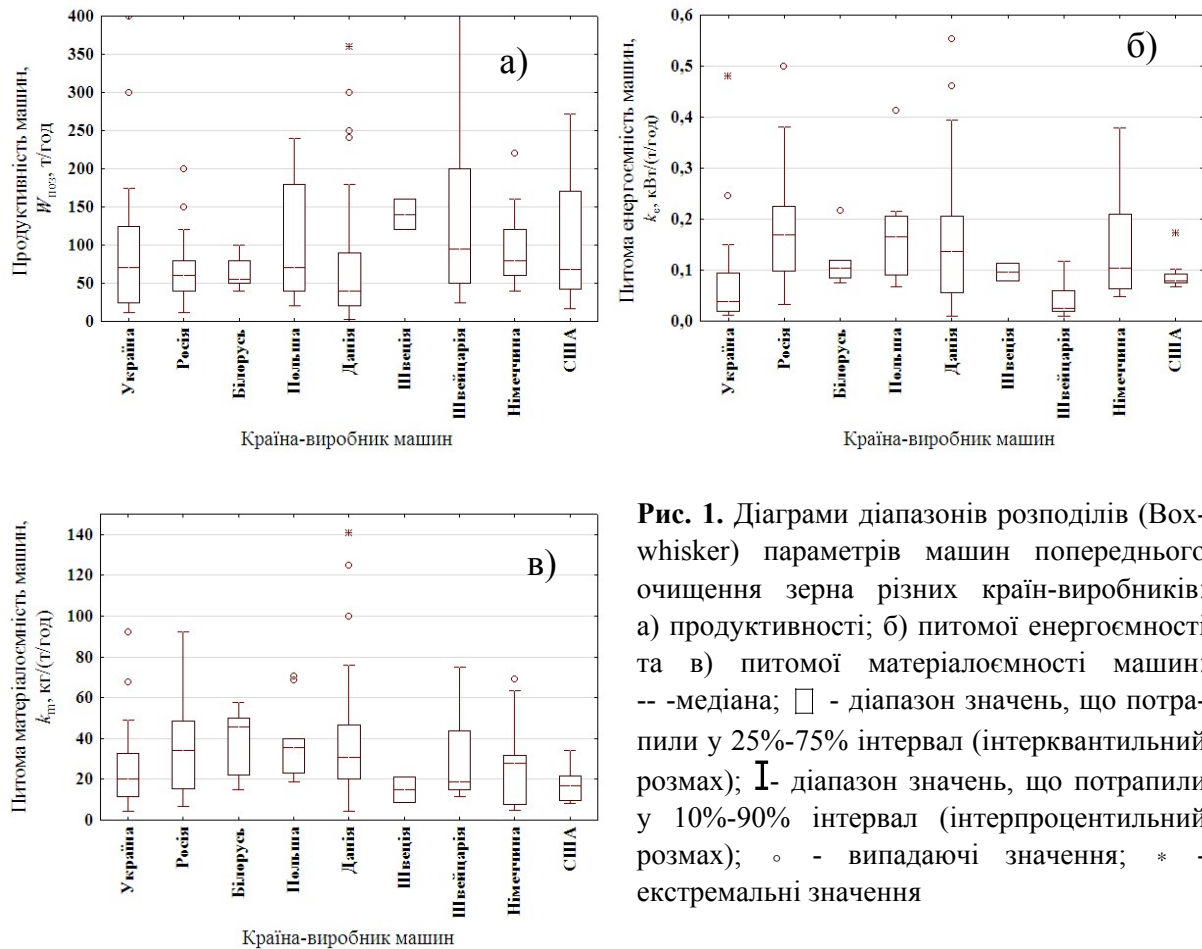 400
350
300
250
200
150
100
50
0
Продуктивність машин,
Wпоз, т/год
а)
Україна
Росія
Білорусь
Польща
Данія
Швеція
Швейцарія
Німеччина
США
Країна-виробник машин
0,6
0,5
0,4
0,3
0,2
0,1
0,0
Питома енергоємність машин,
kе, кВт/(т/год)
б)
Україна
Росія
Білорусь
Польша
Данія
Швеція
Швейцарія
Німеччина
США
Країна-виробник машин
140
120
100
80
60
40
20
0
Питома матеріалоємність машин,
km, кг/(т/год)
в)
Україна
Росія
Білорусь
Польща
Данія
Швеція
Швейцарія
Німеччина
США
Країна-виробник машин
Рис. 1. Діаграми діапазонів розподілів (Box-
whisker) параметрів машин попереднього
очищення зерна різних країн-виробників:
а) продуктивності; б) питомої енергоємності
та в) питомої матеріалоємності машин:
-- -медіана; □ - діапазон значень, що потра-
пили у 25%-75% інтервал (інтерквантильний
розмах); I- діапазон значень, що потрапили
у 10%-90% інтервал (інтерпроцентильний
розмах); ○ - випадаючі значення; * -
екстремальні значення